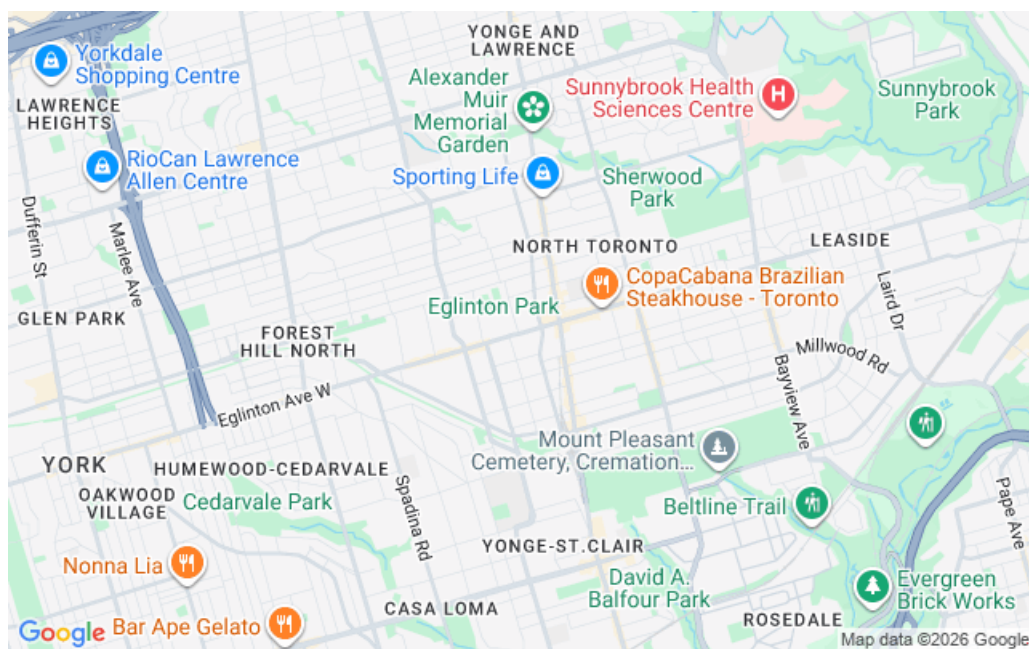 YONGE AND
LAWRENCE
Yorkdale
Shopping Centre
Alexander
Muir
Memorial
Garden
Sunnybrook Health
Sciences Centre
Sunnybrook
Park
LAWRENCE
HEIGHTS
RioCan Lawrence
Allen Centre
Sporting Life
Sherwood
Park
Dufferin St
Marlee Ave
NORTH TORONTO
LEASIDE
CopaCabana Brazilian
Steakhouse - Toronto
Laird Dr
Eglinton Park
GLEN PARK
FOREST
HILL NORTH
Millwood Rd
Bayview Ave
Eglinton Ave W
Mount Pleasant
Cemetery, Cremation...
YORK
HUMEWOOD-CEDARVALE
OAKWOOD
VILLAGE
Cedarvale Park
Spadina Rd
Beltline Trail
Pape Ave
YONGE-ST.CLAIR
Nonna Lia
David A.
Balfour Park
Evergreen
Brick Works
CASA LOMA
ROSEDALE
Bar Ape Gelato
Google
Map data ©2026 Google
H